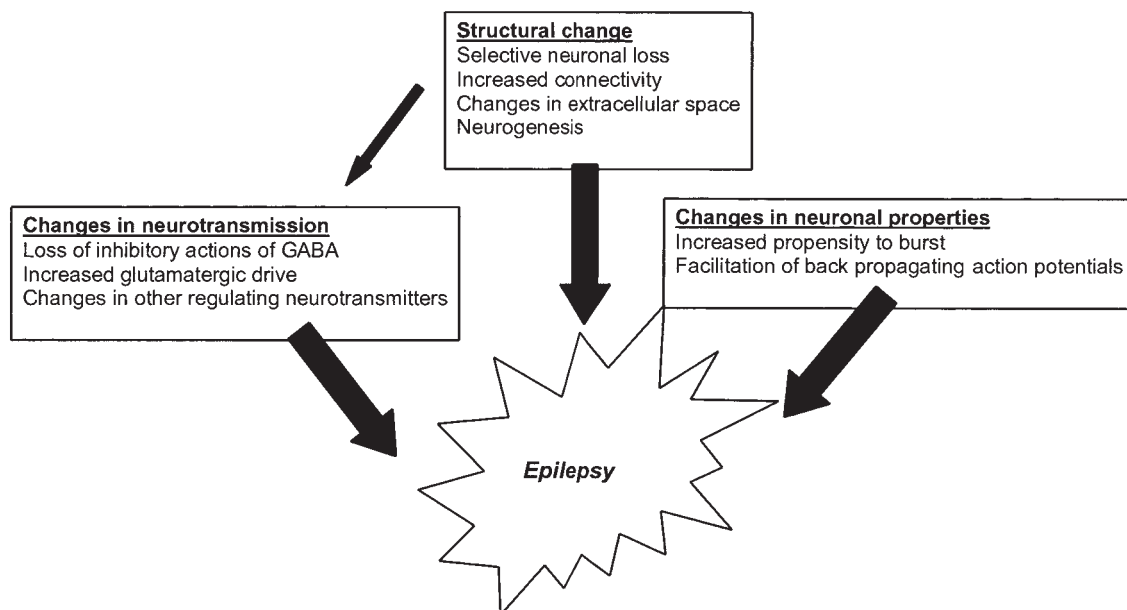 Structural change
Selective neuronal loss
Increased connectivity
Changes in extracellular space
Neurogenesis
Changes in neurotransmission
Loss of inhibitory actions of GABA
Increased glutamatergic drive
Changes in other regulating neurotransmitters
Changes in neuronal properties
Increased propensity to burst
Facilitation of back propagating action potentials
Epilepsy